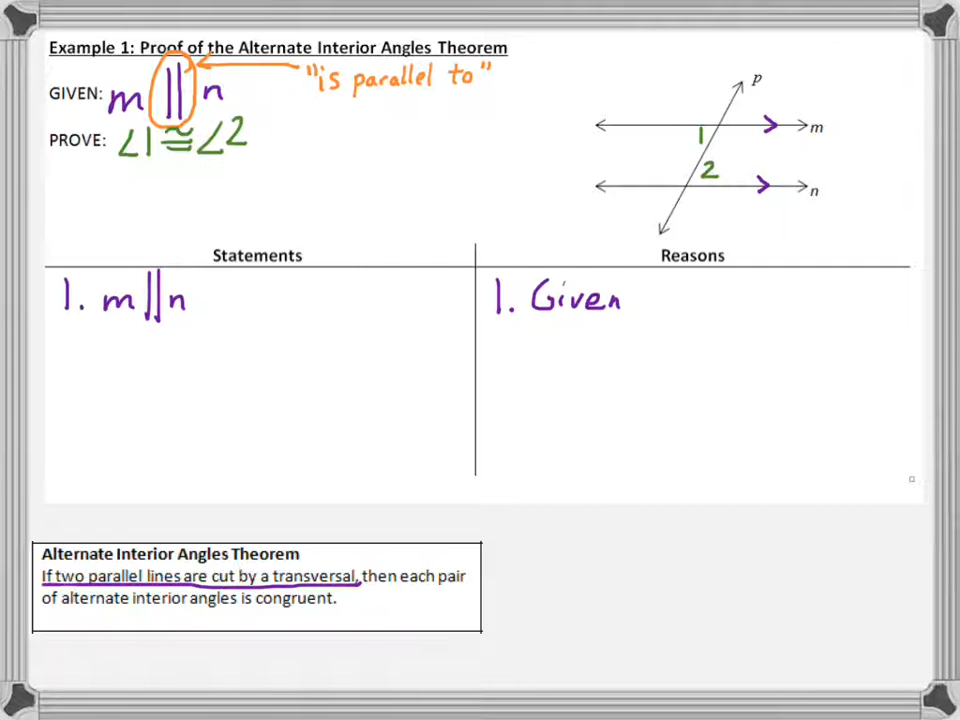 Example 1: Proof of the Alternate Interior Angles Theorem
GIVEN: m || n "is parallel to"
PROVE: ∠1 ≅ ∠2
p
1
m
2
n
Statements Reasons
1. m || n 1. Given
Alternate Interior Angles Theorem
If two parallel lines are cut by a transversal, then each pair
of alternate interior angles is congruent.